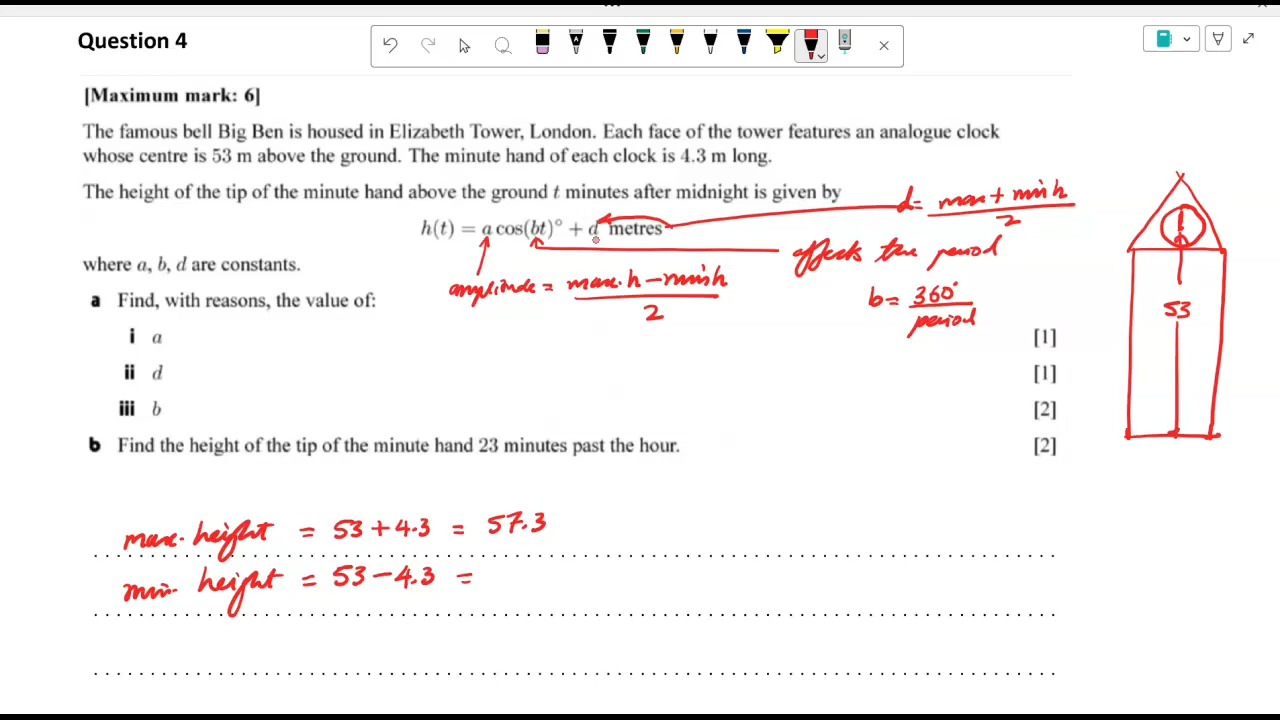 Question 4
[Maximum mark: 6]
The famous bell Big Ben is housed in Elizabeth Tower, London. Each face of the tower features an analogue clock
whose centre is 53 m above the ground. The minute hand of each clock is 4.3 m long.
The height of the tip of the minute hand above the ground t minutes after midnight is given by
d = max + min h / 2
h(t) = a cos(bt)° + d metres
affects the period
where a, b, d are constants.
amplitude = max. h - min h / 2
b = 360° / period
a Find, with reasons, the value of:
53
i a [1]
ii d [1]
iii b [2]
b Find the height of the tip of the minute hand 23 minutes past the hour. [2]
max. height = 53 + 4.3 = 57.3
min. height = 53 - 4.3 =